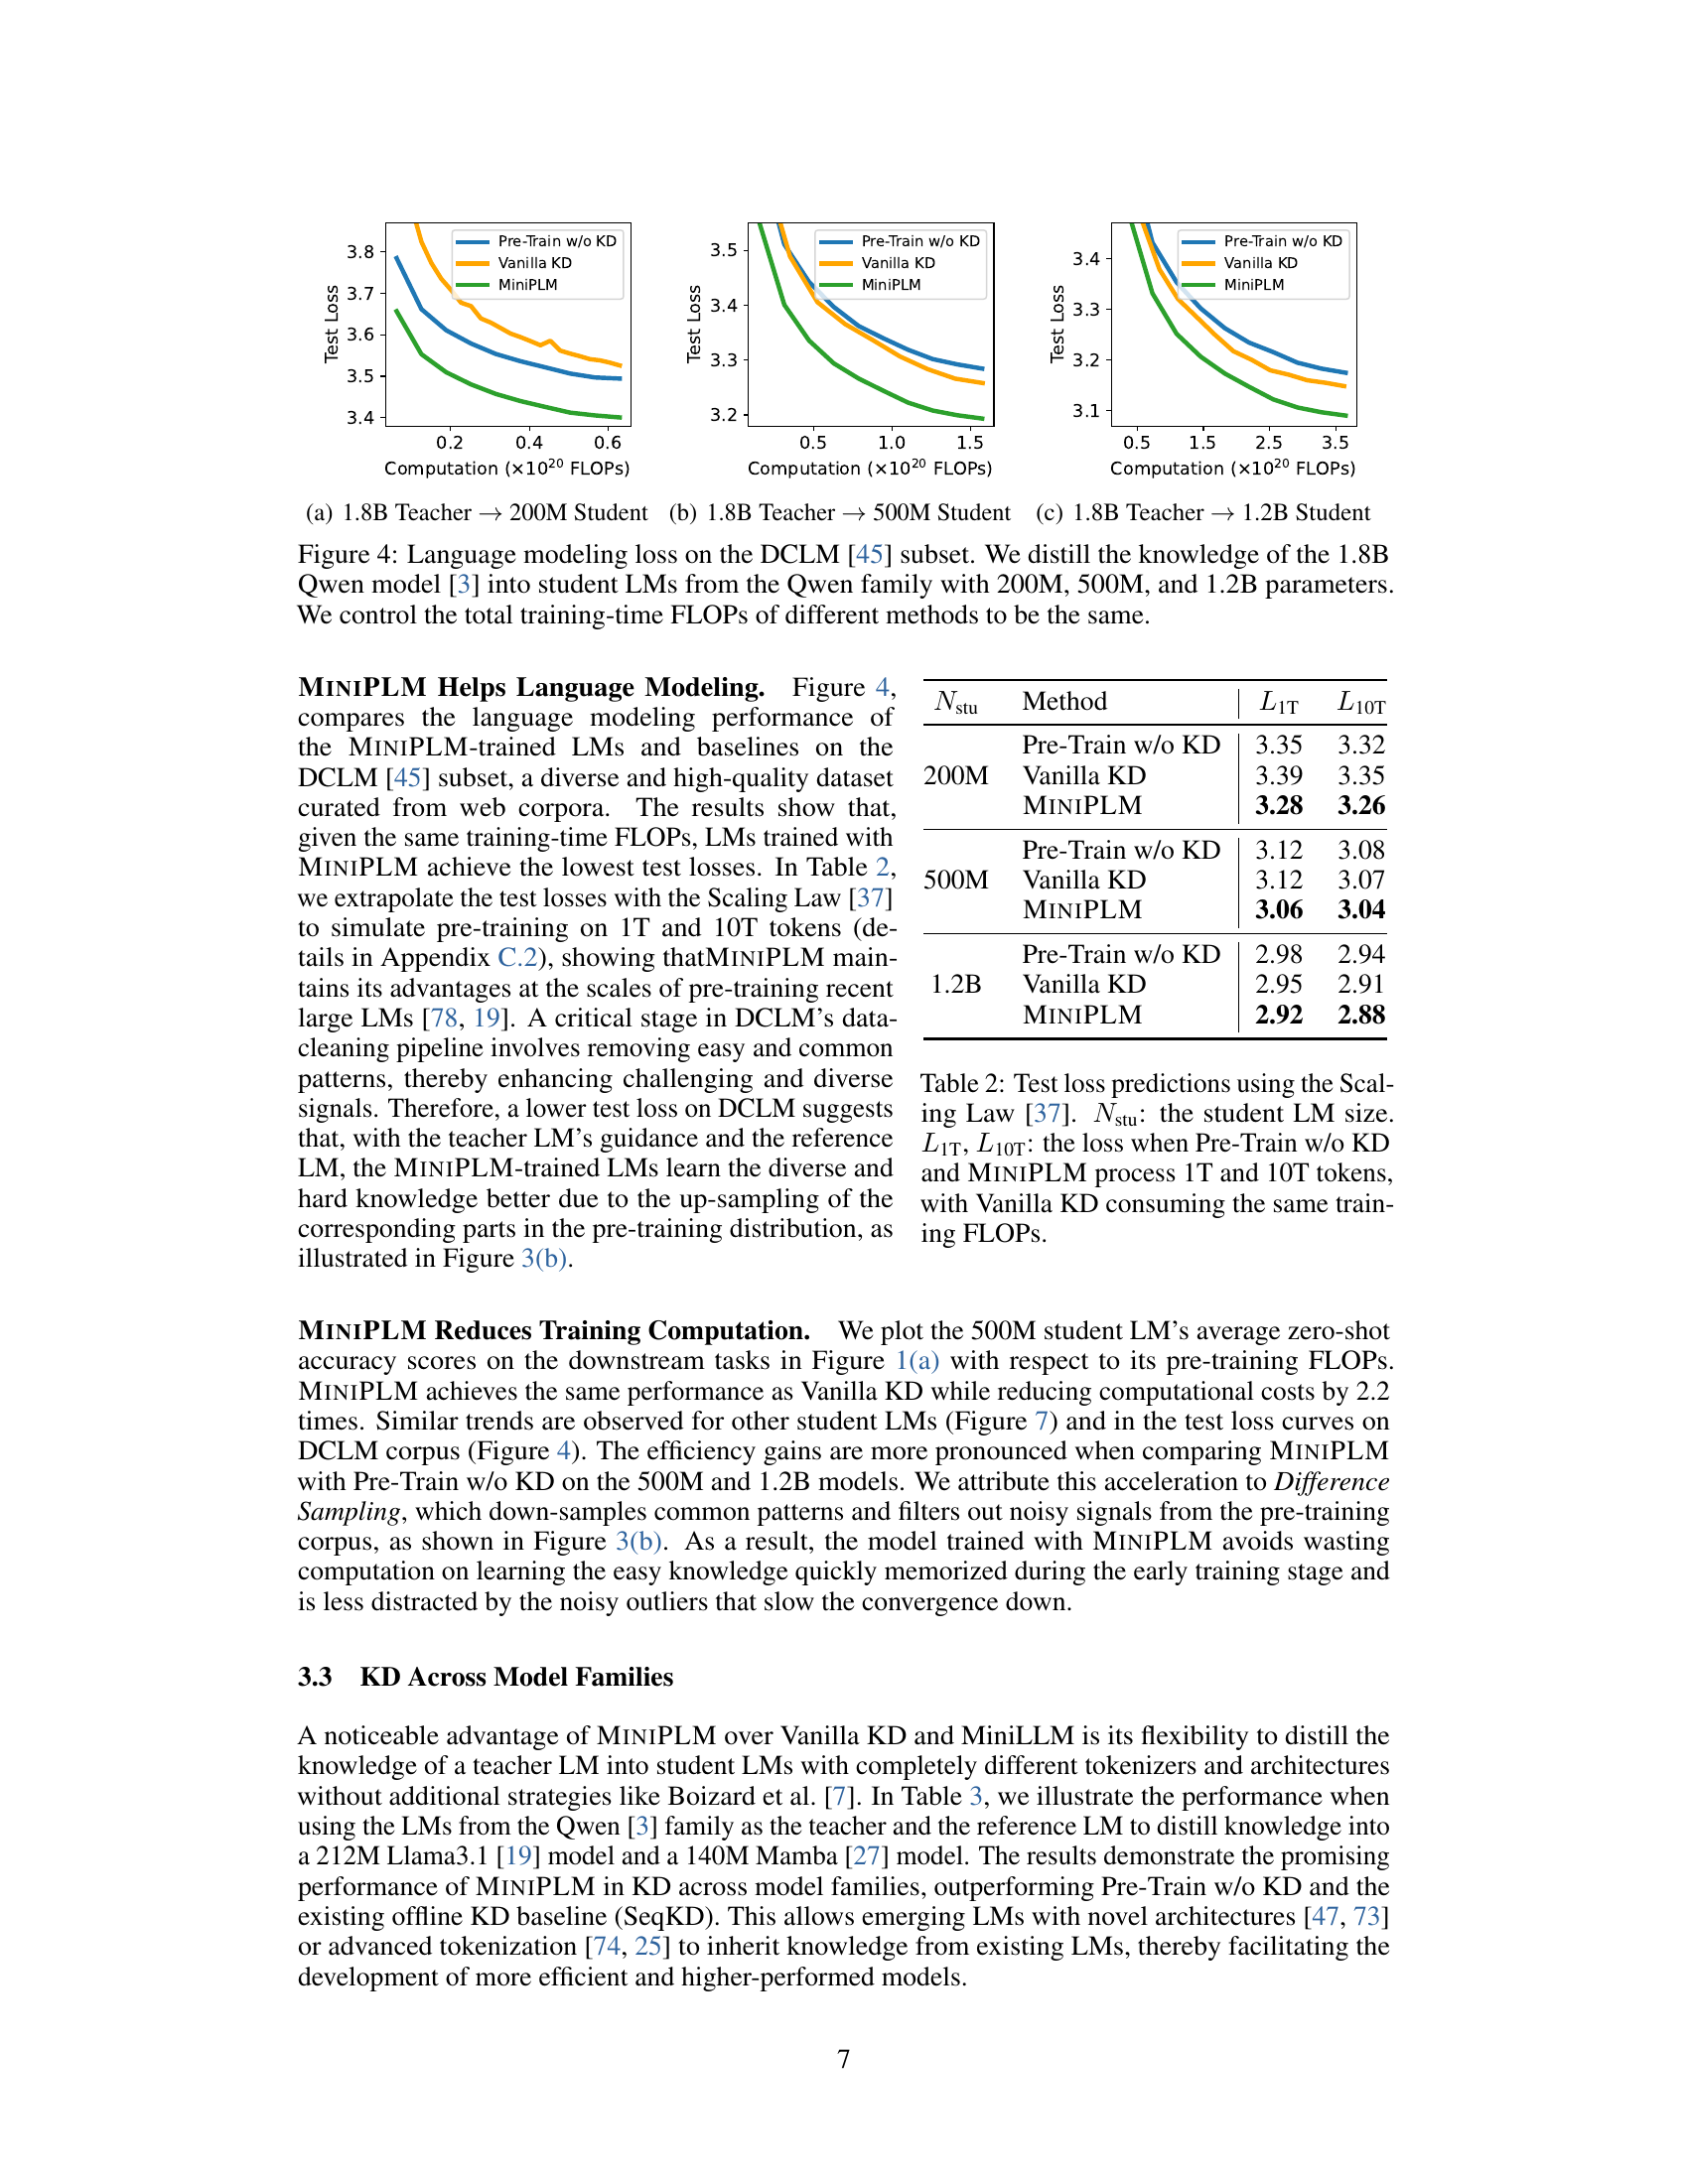 3.8
3.7
3.6
3.5
3.4
Test Loss
Pre-Train w/o KD
Vanilla KD
MiniPLM
0.2 0.4 0.6
Computation (×10²⁰ FLOPs)
(a) 1.8B Teacher → 200M Student
3.5
3.4
3.3
3.2
Test Loss
Pre-Train w/o KD
Vanilla KD
MiniPLM
0.5 1.0 1.5
Computation (×10²⁰ FLOPs)
(b) 1.8B Teacher → 500M Student
3.4
3.3
3.2
3.1
Test Loss
Pre-Train w/o KD
Vanilla KD
MiniPLM
0.5 1.5 2.5 3.5
Computation (×10²⁰ FLOPs)
(c) 1.8B Teacher → 1.2B Student
Figure 4: Language modeling loss on the DCLM [45] subset. We distill the knowledge of the 1.8B
Qwen model [3] into student LMs from the Qwen family with 200M, 500M, and 1.2B parameters.
We control the total training-time FLOPs of different methods to be the same.
MINIPLM Helps Language Modeling. Figure 4,
compares the language modeling performance of
the MINIPLM-trained LMs and baselines on the
DCLM [45] subset, a diverse and high-quality dataset
curated from web corpora. The results show that,
given the same training-time FLOPs, LMs trained with
MINIPLM achieve the lowest test losses. In Table 2,
we extrapolate the test losses with the Scaling Law [37]
to simulate pre-training on 1T and 10T tokens (de-
tails in Appendix C.2), showing thatMINIPLM main-
tains its advantages at the scales of pre-training recent
large LMs [78, 19]. A critical stage in DCLM's data-
cleaning pipeline involves removing easy and common
patterns, thereby enhancing challenging and diverse
signals. Therefore, a lower test loss on DCLM suggests
that, with the teacher LM's guidance and the reference
LM, the MINIPLM-trained LMs learn the diverse and
hard knowledge better due to the up-sampling of the
corresponding parts in the pre-training distribution, as
illustrated in Figure 3(b).
N_stu Method L_1T L_10T
Pre-Train w/o KD 3.35 3.32
200M Vanilla KD 3.39 3.35
MINIPLM 3.28 3.26
Pre-Train w/o KD 3.12 3.08
500M Vanilla KD 3.12 3.07
MINIPLM 3.06 3.04
Pre-Train w/o KD 2.98 2.94
1.2B Vanilla KD 2.95 2.91
MINIPLM 2.92 2.88
Table 2: Test loss predictions using the Scal-
ing Law [37]. N_stu: the student LM size.
L_1T, L_10T: the loss when Pre-Train w/o KD
and MINIPLM process 1T and 10T tokens,
with Vanilla KD consuming the same train-
ing FLOPs.
MINIPLM Reduces Training Computation. We plot the 500M student LM's average zero-shot
accuracy scores on the downstream tasks in Figure 1(a) with respect to its pre-training FLOPs.
MINIPLM achieves the same performance as Vanilla KD while reducing computational costs by 2.2
times. Similar trends are observed for other student LMs (Figure 7) and in the test loss curves on
DCLM corpus (Figure 4). The efficiency gains are more pronounced when comparing MINIPLM
with Pre-Train w/o KD on the 500M and 1.2B models. We attribute this acceleration to Difference
Sampling, which down-samples common patterns and filters out noisy signals from the pre-training
corpus, as shown in Figure 3(b). As a result, the model trained with MINIPLM avoids wasting
computation on learning the easy knowledge quickly memorized during the early training stage and
is less distracted by the noisy outliers that slow the convergence down.
3.3 KD Across Model Families
A noticeable advantage of MINIPLM over Vanilla KD and MiniLLM is its flexibility to distill the
knowledge of a teacher LM into student LMs with completely different tokenizers and architectures
without additional strategies like Boizard et al. [7]. In Table 3, we illustrate the performance when
using the LMs from the Qwen [3] family as the teacher and the reference LM to distill knowledge into
a 212M Llama3.1 [19] model and a 140M Mamba [27] model. The results demonstrate the promising
performance of MINIPLM in KD across model families, outperforming Pre-Train w/o KD and the
existing offline KD baseline (SeqKD). This allows emerging LMs with novel architectures [47, 73]
or advanced tokenization [74, 25] to inherit knowledge from existing LMs, thereby facilitating the
development of more efficient and higher-performed models.
7